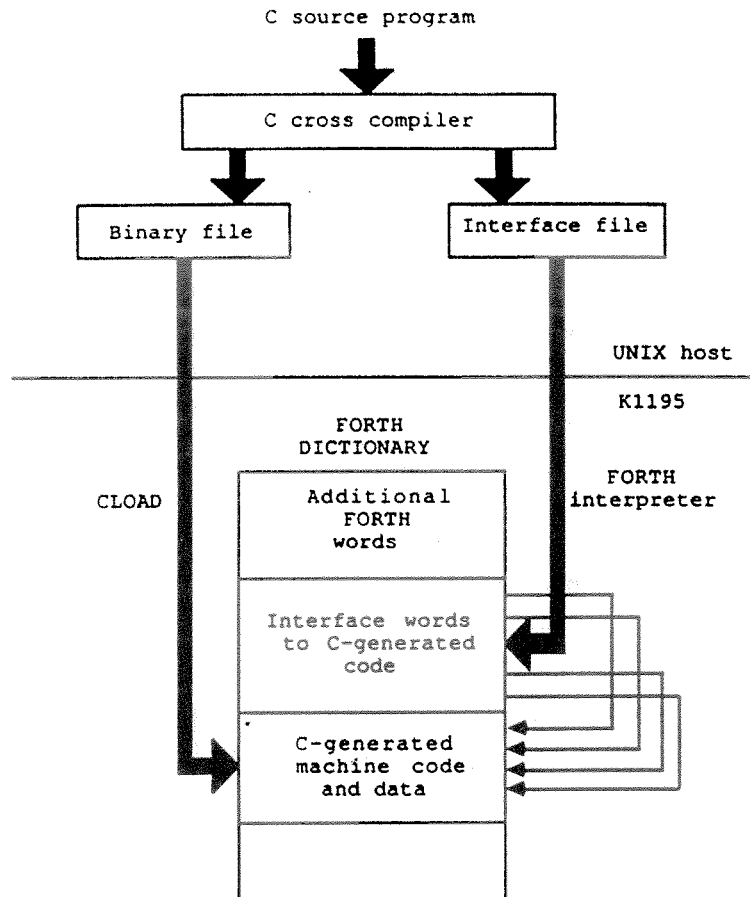 C source program
C cross compiler
Binary file
Interface file
UNIX host
K1195
FORTH
DICTIONARY
CLOAD
Additional
FORTH
words
FORTH
interpreter
Interface words
to C-generated
code
C-generated
machine code
and data